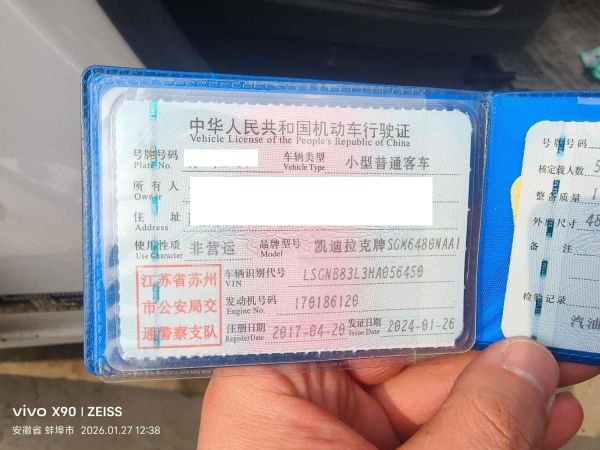 中华人民共和国机动车行驶证
Vehicle License of the People's Republic of China
号牌号码
Plate No.
车辆类型 小型普通客车
Vehicle Type
所有人
Owner
住址
Address
使用性质 非营运 品牌型号 凯迪拉克牌SGM6480NAA1
Use Character Model
江苏省苏州
市公安局交
通警察支队
车辆识别代号 LSGNB83L3HA056450
VIN
发动机号码 170186120
Engine No.
注册日期 2017-04-20 发证日期 2024-01-26
Register Date Issue Date
号牌号码
核定载人数 5
整备质量 1
外廓尺寸 48
备注
检验记录
汽油
vivo X90 | ZEISS
安徽省 蚌埠市 2026.01.27 12:38